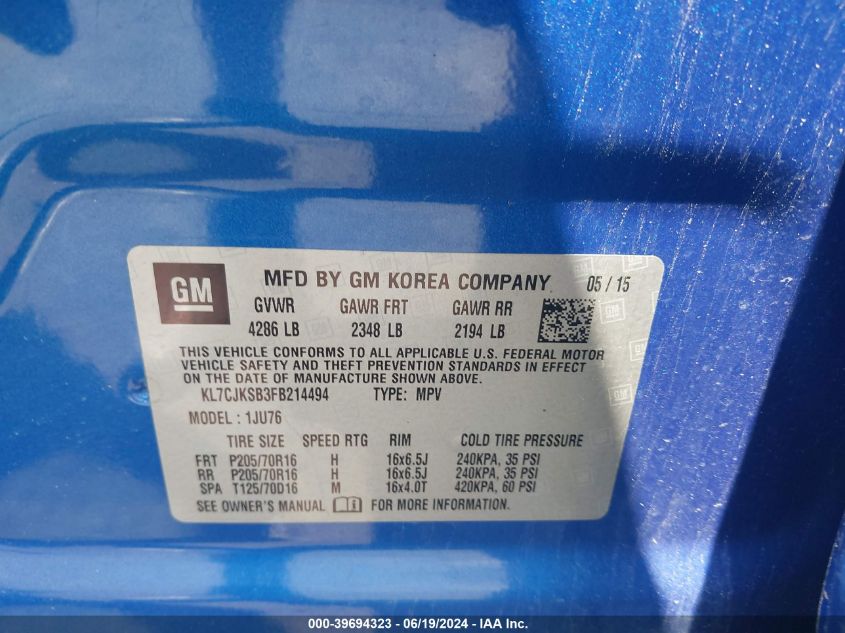 GM MFD BY GM KOREA COMPANY 05 / 15
GVWR GAWR FRT GAWR RR
4286 LB 2348 LB 2194 LB
THIS VEHICLE CONFORMS TO ALL APPLICABLE U.S. FEDERAL MOTOR
VEHICLE SAFETY AND THEFT PREVENTION STANDARDS IN EFFECT
ON THE DATE OF MANUFACTURE SHOWN ABOVE.
KL7CJKSB3FB214494 TYPE: MPV
MODEL : 1JU76
TIRE SIZE SPEED RTG RIM COLD TIRE PRESSURE
FRT P205/70R16 H 16x6.5J 240KPA, 35 PSI
RR P205/70R16 H 16x6.5J 240KPA, 35 PSI
SPA T125/70D16 M 16x4.0T 420KPA, 60 PSI
SEE OWNER'S MANUAL FOR MORE INFORMATION.
000-39694323 - 06/19/2024 - IAA Inc.